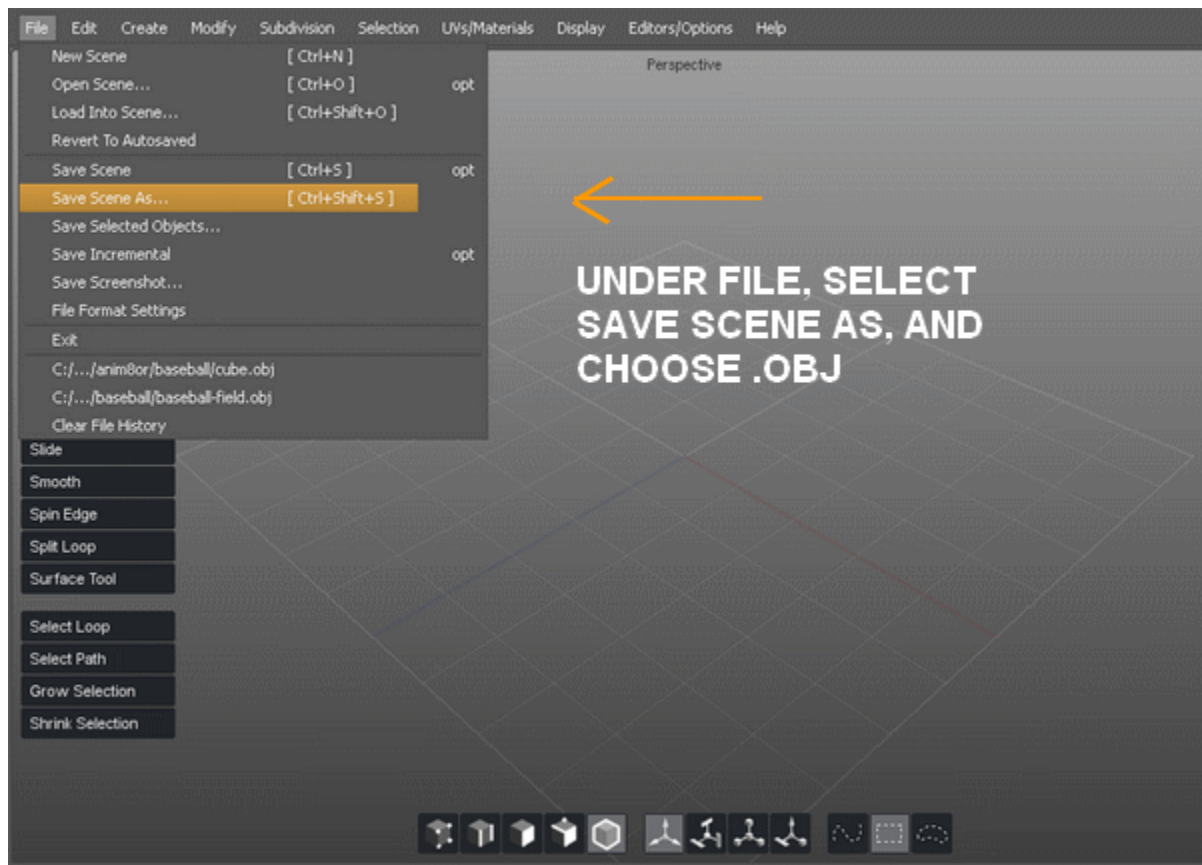 File Edit Create Modify Subdivision Selection UVs/Materials Display Editors/Options Help
New Scene [ Ctrl+N ]
Open Scene... [ Ctrl+O ] opt
Load Into Scene... [ Ctrl+Shift+O ]
Revert To Autosaved
Save Scene [ Ctrl+S ] opt
Save Scene As... [ Ctrl+Shift+S ]
Save Selected Objects...
Save Incremental opt
Save Screenshot...
File Format Settings
Exit
C:/.../anim8or/baseball/cube.obj
C:/.../baseball/baseball-field.obj
Clear File History
Perspective
UNDER FILE, SELECT
SAVE SCENE AS, AND
CHOOSE .OBJ
Slide
Smooth
Spin Edge
Split Loop
Surface Tool
Select Loop
Select Path
Grow Selection
Shrink Selection